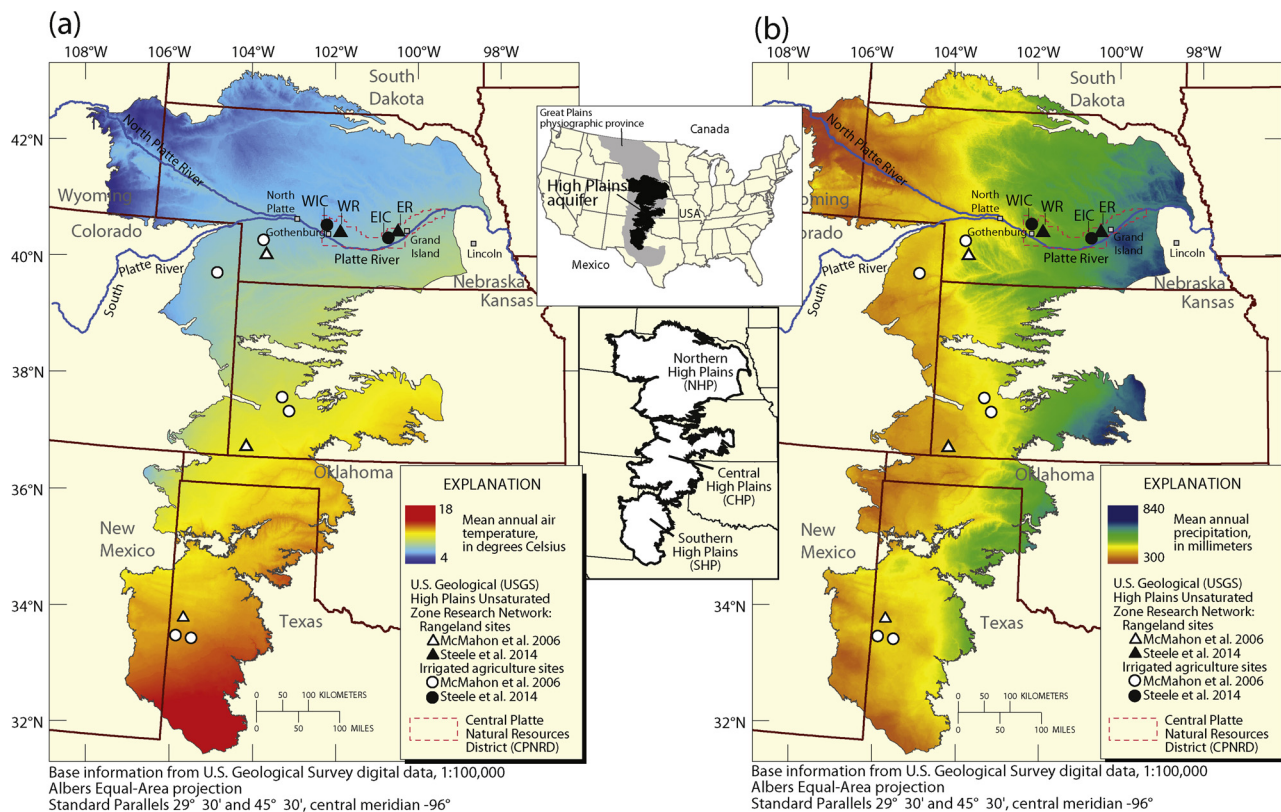 (a)
108°W
106°W
104°W
102°W
100°W
98°W
42°N
40°N
38°N
36°N
34°N
32°N
South
Dakota
North Platte River
Wyoming
Colorado
North
Platte
WIC
WR
EIC
ER
Gothenburg
Grand
Island
Platte River
South
Platte River
Lincoln
Nebraska
Kansas
Oklahoma
New
Mexico
Texas
0 50 100 KILOMETERS
0 50 100 MILES
EXPLANATION
18
4
Mean annual air
temperature,
in degrees Celsius
U.S. Geological (USGS)
High Plains Unsaturated
Zone Research Network:
Rangeland sites
McMahon et al. 2006
Steele et al. 2014
Irrigated agriculture sites
McMahon et al. 2006
Steele et al. 2014
Central Platte
Natural Resources
District (CPNRD)
Base information from U.S. Geological Survey digital data, 1:100,000
Albers Equal-Area projection
Standard Parallels 29° 30' and 45° 30', central meridian -96°
Great Plains
physiographic province
Canada
High Plains
aquifer
USA
Mexico
Northern
High Plains
(NHP)
Central
High Plains
(CHP)
Southern
High Plains
(SHP)
(b)
108°W
106°W
104°W
102°W
100°W
98°W
South
Dakota
North Platte River
oming
Colorado
North
Platte
WIC
WR
EIC
ER
Gothenburg
Grand
Island
Platte River
South
Platte River
Lincoln
Nebraska
Kansas
Oklahoma
New
Mexico
Texas
0 50 100 KILOMETERS
0 50 100 MILES
EXPLANATION
840
300
Mean annual
precipitation,
in millimeters
U.S. Geological (USGS)
High Plains Unsaturated
Zone Research Network:
Rangeland sites
McMahon et al. 2006
Steele et al. 2014
Irrigated agriculture sites
McMahon et al. 2006
Steele et al. 2014
Central Platte
Natural Resources
District (CPNRD)
Base information from U.S. Geological Survey digital data, 1:100,000
Albers Equal-Area projection
Standard Parallels 29° 30' and 45° 30', central meridian -96°